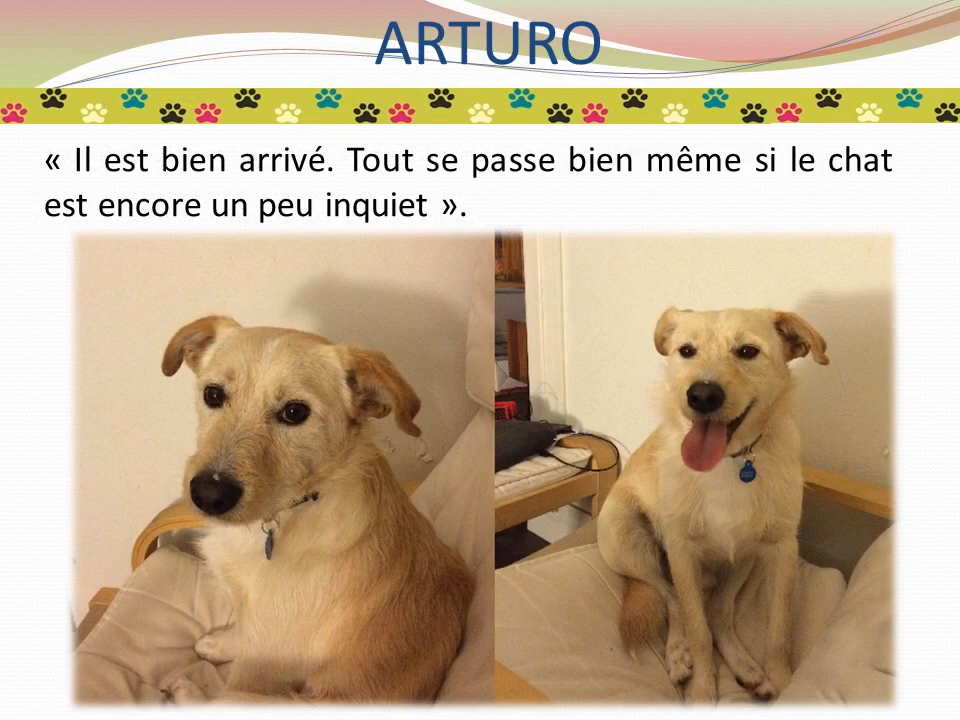 ARTURO
« Il est bien arrivé. Tout se passe bien même si le chat
est encore un peu inquiet ».